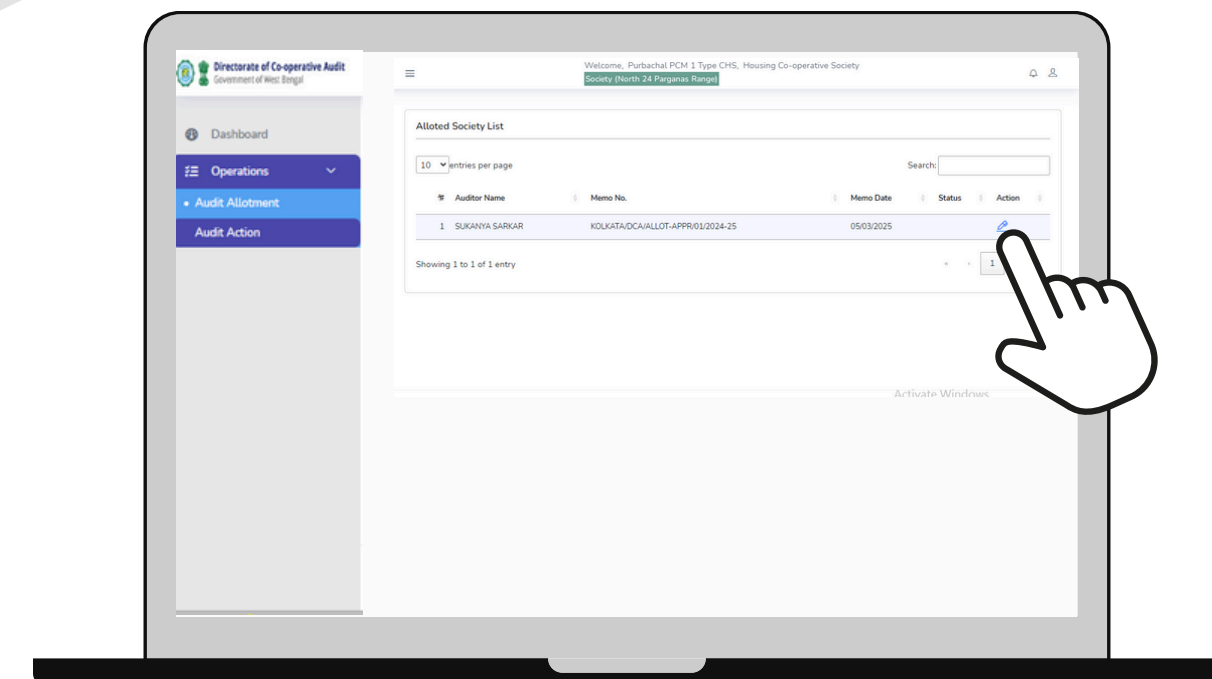 Directorate of Co-operative Audit
Government of West Bengal
Welcome, Purbachal PCM 1 Type CHS, Housing Co-operative Society
Society (North 24 Parganas Range)
Dashboard
Operations
Audit Allotment
Audit Action
Alloted Society List
10 entries per page
Search:
# Auditor Name Memo No. Memo Date Status Action
1 SUKANYA SARKAR KOLKATA/DCA/ALLOT-APPR/01/2024-25 05/03/2025
Showing 1 to 1 of 1 entry
« ‹ 1
Activate Windows